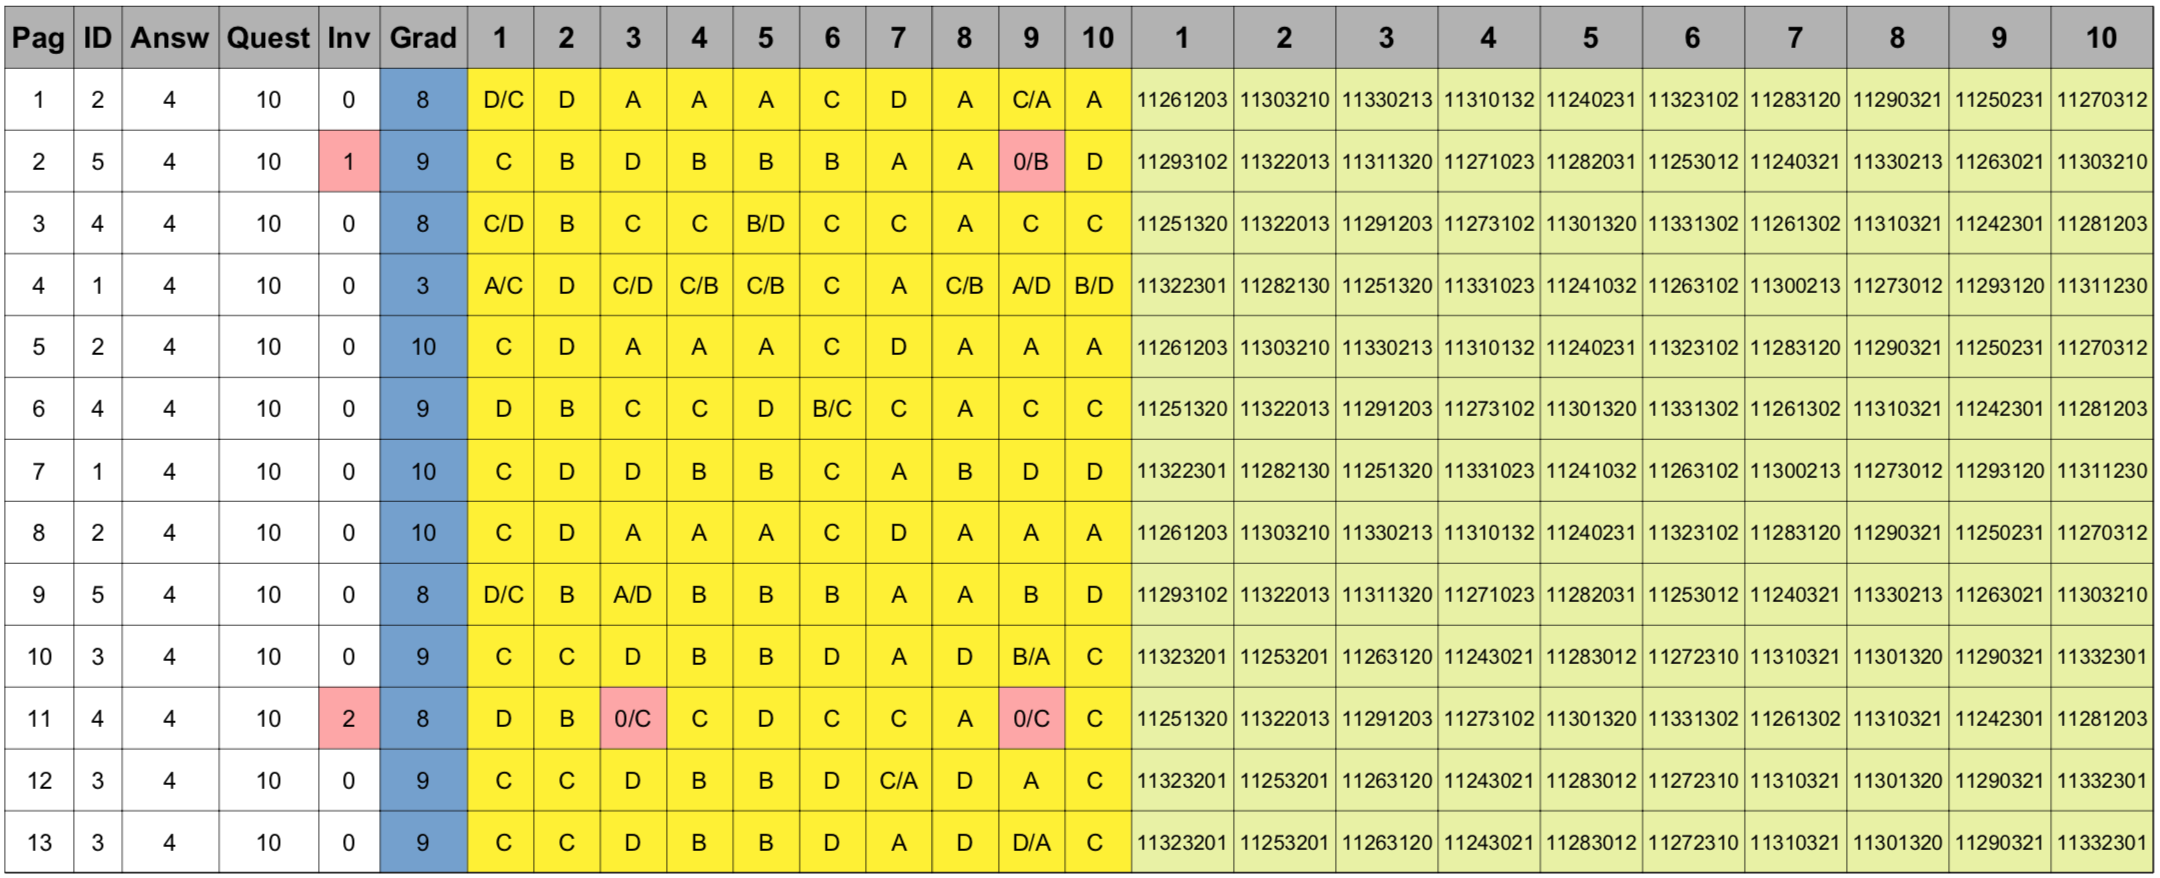 Pag ID Answ Quest Inv Grad 1 2 3 4 5 6 7 8 9 10 1 2 3 4 5 6 7 8 9 10
1 2 4 10 0 8 D/C D A A A C D A C/A A 11261203 11303210 11330213 11310132 11240231 11323102 11283120 11290321 11250231 11270312
2 5 4 10 1 9 C B D B B B A A 0/B D 11293102 11322013 11311320 11271023 11282031 11253012 11240321 11330213 11263021 11303210
3 4 4 10 0 8 C/D B C C B/D C C A C C 11251320 11322013 11291203 11273102 11301320 11331302 11261302 11310321 11242301 11281203
4 1 4 10 0 3 A/C D C/D C/B C/B C A C/B A/D B/D 11322301 11282130 11251320 11331023 11241032 11263102 11300213 11273012 11293120 11311230
5 2 4 10 0 10 C D A A A C D A A A 11261203 11303210 11330213 11310132 11240231 11323102 11283120 11290321 11250231 11270312
6 4 4 10 0 9 D B C C D B/C C A C C 11251320 11322013 11291203 11273102 11301320 11331302 11261302 11310321 11242301 11281203
7 1 4 10 0 10 C D D B B C A B D D 11322301 11282130 11251320 11331023 11241032 11263102 11300213 11273012 11293120 11311230
8 2 4 10 0 10 C D A A A C D A A A 11261203 11303210 11330213 11310132 11240231 11323102 11283120 11290321 11250231 11270312
9 5 4 10 0 8 D/C B A/D B B B A A B D 11293102 11322013 11311320 11271023 11282031 11253012 11240321 11330213 11263021 11303210
10 3 4 10 0 9 C C D B B D A D B/A C 11323201 11253201 11263120 11243021 11283012 11272310 11310321 11301320 11290321 11332301
11 4 4 10 2 8 D B 0/C C D C C A 0/C C 11251320 11322013 11291203 11273102 11301320 11331302 11261302 11310321 11242301 11281203
12 3 4 10 0 9 C C D B B D C/A D A C 11323201 11253201 11263120 11243021 11283012 11272310 11310321 11301320 11290321 11332301
13 3 4 10 0 9 C C D B B D A D D/A C 11323201 11253201 11263120 11243021 11283012 11272310 11310321 11301320 11290321 11332301